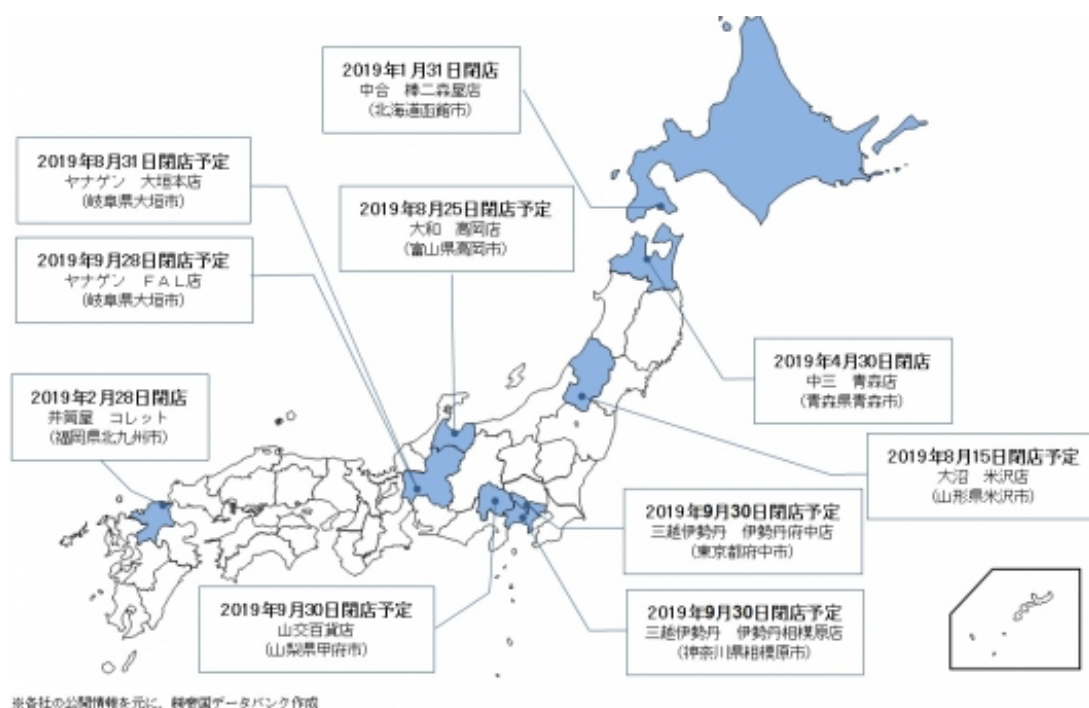 2019年1月31日閉店
中合 棒二森屋店
(北海道函館市)
2019年8月31日閉店予定
ヤナゲン 大垣本店
(岐阜県大垣市)
2019年8月25日閉店予定
大和 高岡店
(富山県高岡市)
2019年9月28日閉店予定
ヤナゲン FAL店
(岐阜県大垣市)
2019年4月30日閉店
中三 青森店
(青森県青森市)
2019年2月28日閉店
井筒屋 コレット
(福岡県北九州市)
2019年8月15日閉店予定
大沼 米沢店
(山形県米沢市)
2019年9月30日閉店予定
三越伊勢丹 伊勢丹府中店
(東京都府中市)
2019年9月30日閉店予定
山交百貨店
(山梨県甲府市)
2019年9月30日閉店予定
三越伊勢丹 伊勢丹相模原店
(神奈川県相模原市)
※各社の公開情報を元に、㈱帝国データバンク作成